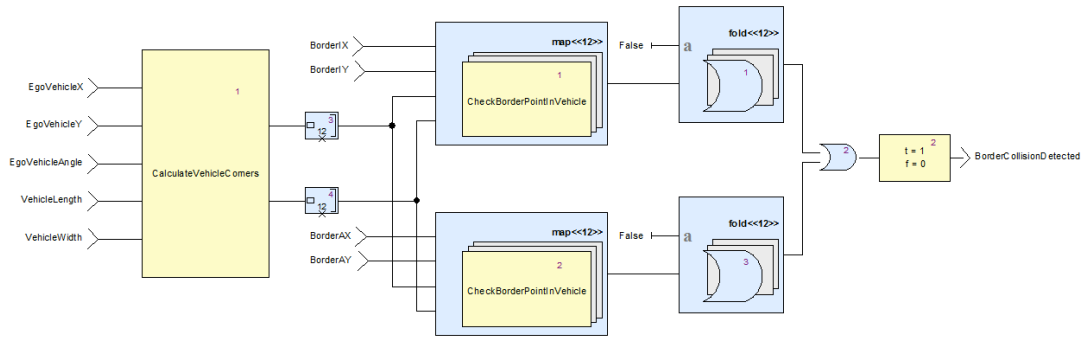 EgoVehicleX
EgoVehicleY
EgoVehicleAngle
VehicleLength
VehicleWidth
1
CalculateVehicleCorners
3
12
4
12
BorderIX
BorderIY
map<<12>>
1
CheckBorderPointInVehicle
BorderAX
BorderAY
map<<12>>
2
CheckBorderPointInVehicle
False
a
fold<<12>>
1
False
a
fold<<12>>
3
2
2
t = 1
f = 0
BorderCollisionDetected